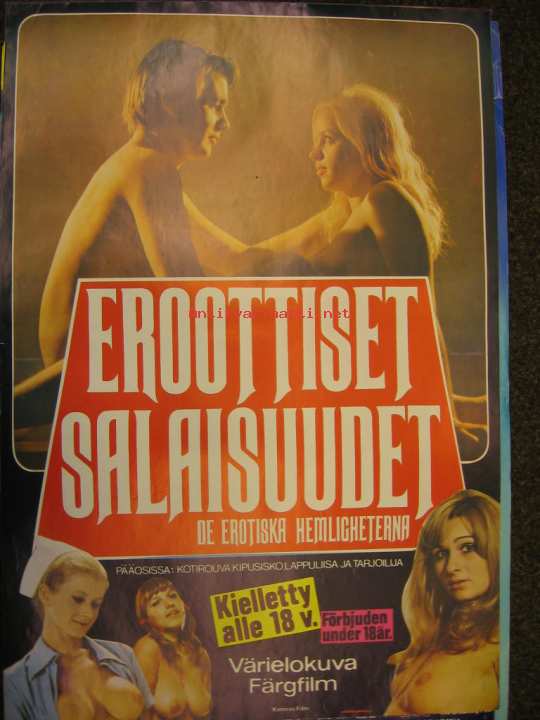 EROOTTISET
SALAISUUDET
DE EROTISKA HEMLIGHETERNA
PÄÄOSISSA: KOTIROUVA KIPUSISKO LAPPULIISA JA TARJOILIJA
Kielletty
alle 18 v.
Förbjuden
under 18år.
Värielokuva
Färgfilm